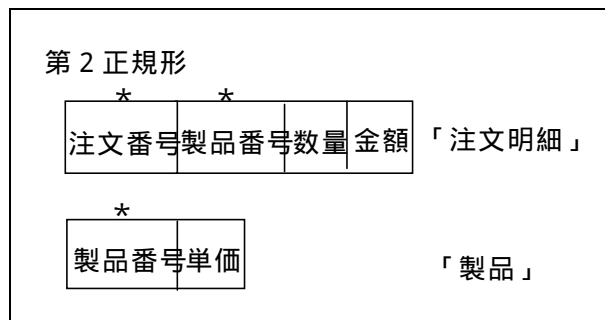 第２正規形
* *
注文番号 製品番号 数量 金額 「注文明細」
*
製品番号 単価 「製品」